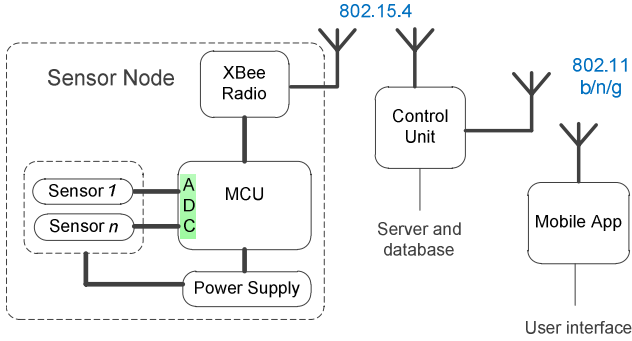 802.15.4
Sensor Node
XBee
Radio
802.11
b/n/g
Control
Unit
Sensor 1
Sensor n
A
D
C
MCU
Mobile App
Server and
database
Power Supply
User interface